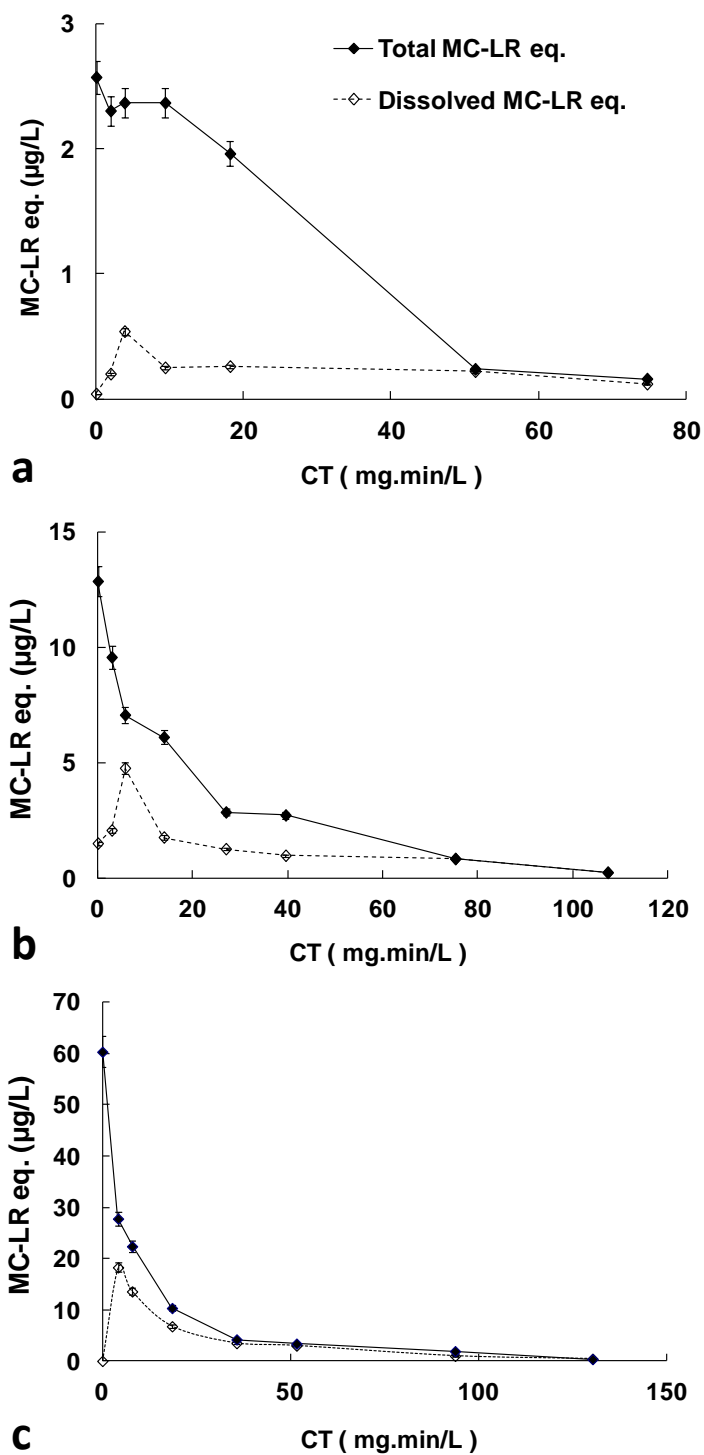 3
2
1
0
MC-LR eq. (µg/L)
Total MC-LR eq.
Dissolved MC-LR eq.
0 20 40 60 80
CT ( mg.min/L )
a
15
10
5
0
MC-LR eq. (µg/L)
0 20 40 60 80 100 120
CT ( mg.min/L )
b
70
60
50
40
30
20
10
0
MC-LR eq. (µg/L)
0 50 100 150
CT ( mg.min/L )
c